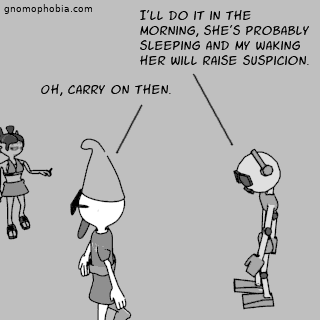 gnomophobia.com
I'LL DO IT IN THE
MORNING, SHE'S PROBABLY
SLEEPING AND MY WAKING
HER WILL RAISE SUSPICION.
OH, CARRY ON THEN.